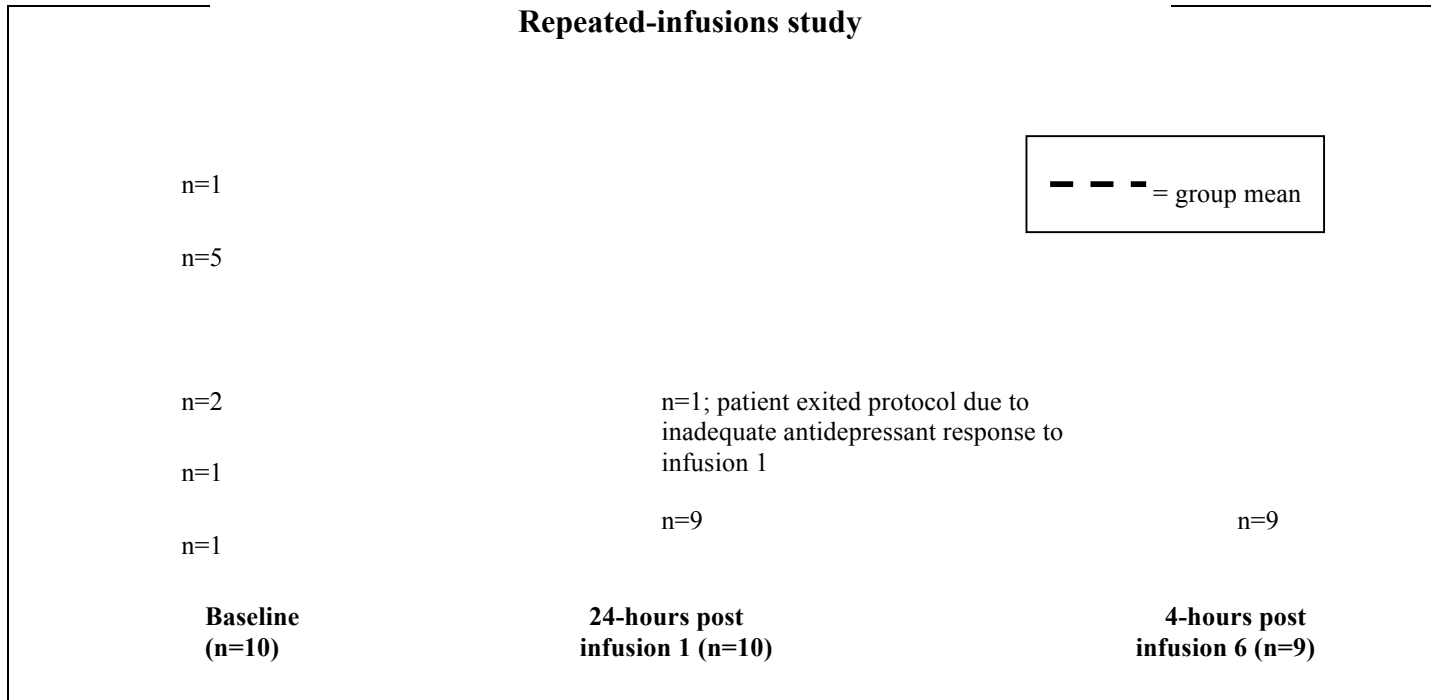 Repeated-infusions study
= group mean
n=1
n=5
n=2
n=1; patient exited protocol due to
inadequate antidepressant response to
infusion 1
n=1
n=9
n=9
n=1
Baseline
(n=10)
24-hours post
infusion 1 (n=10)
4-hours post
infusion 6 (n=9)